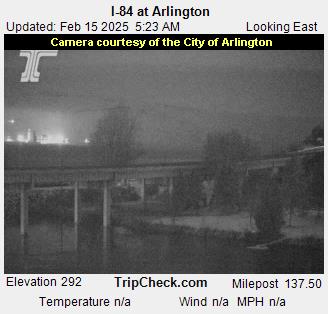 I-84 at Arlington
Updated: Feb 15 2025 5:23 AM Looking East
Camera courtesy of the City of Arlington
Elevation 292 TripCheck.com Milepost 137.50
Temperature n/a Wind n/a MPH n/a